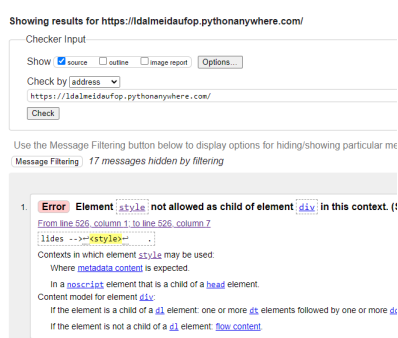 Showing results for https://ldalmeidaufop.pythonanywhere.com/
Checker Input
Show source outline image report Options...
Check by address
https://ldalmeidaufop.pythonanywhere.com/
Check
Use the Message Filtering button below to display options for hiding/showing particular me
Message Filtering 17 messages hidden by filtering
1. Error Element style not allowed as child of element div in this context. (S
From line 526, column 1; to line 526, column 7
lides -->↩<style>↩ .
Contexts in which element style may be used:
Where metadata content is expected.
In a noscript element that is a child of a head element.
Content model for element div:
If the element is a child of a dl element: one or more dt elements followed by one or more dd
If the element is not a child of a dl element: flow content.